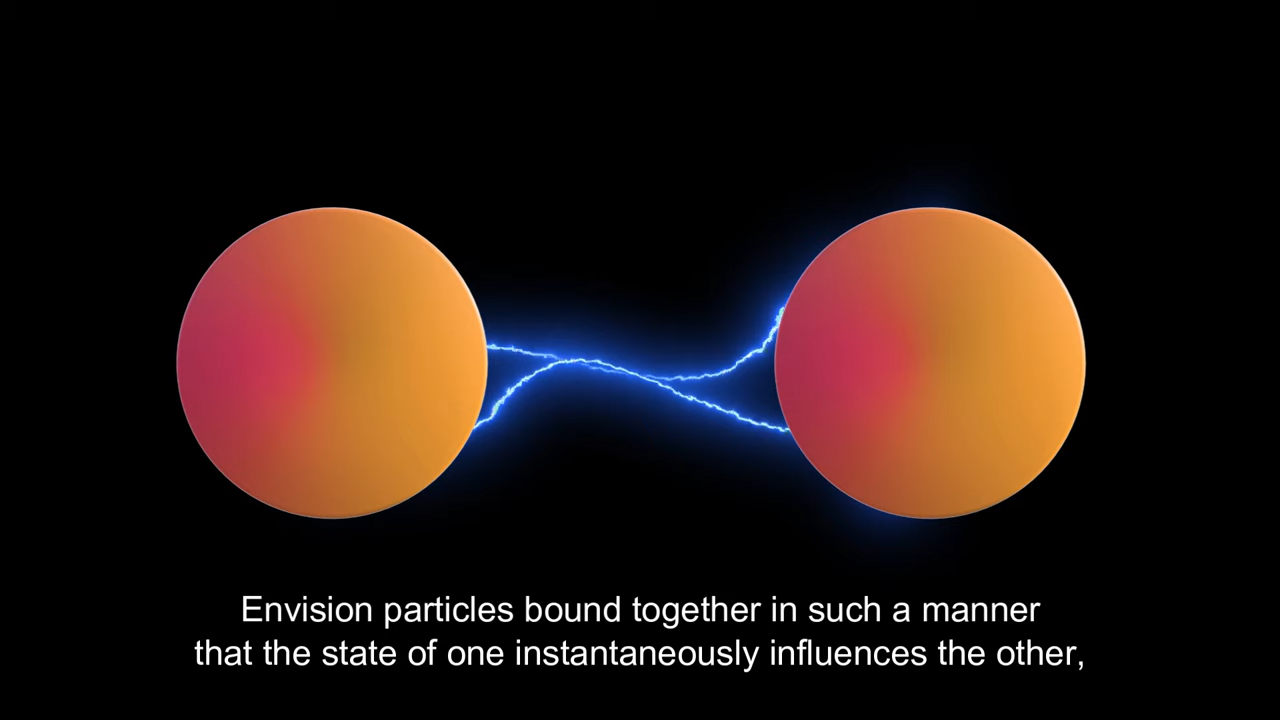 Envision particles bound together in such a manner
that the state of one instantaneously influences the other,